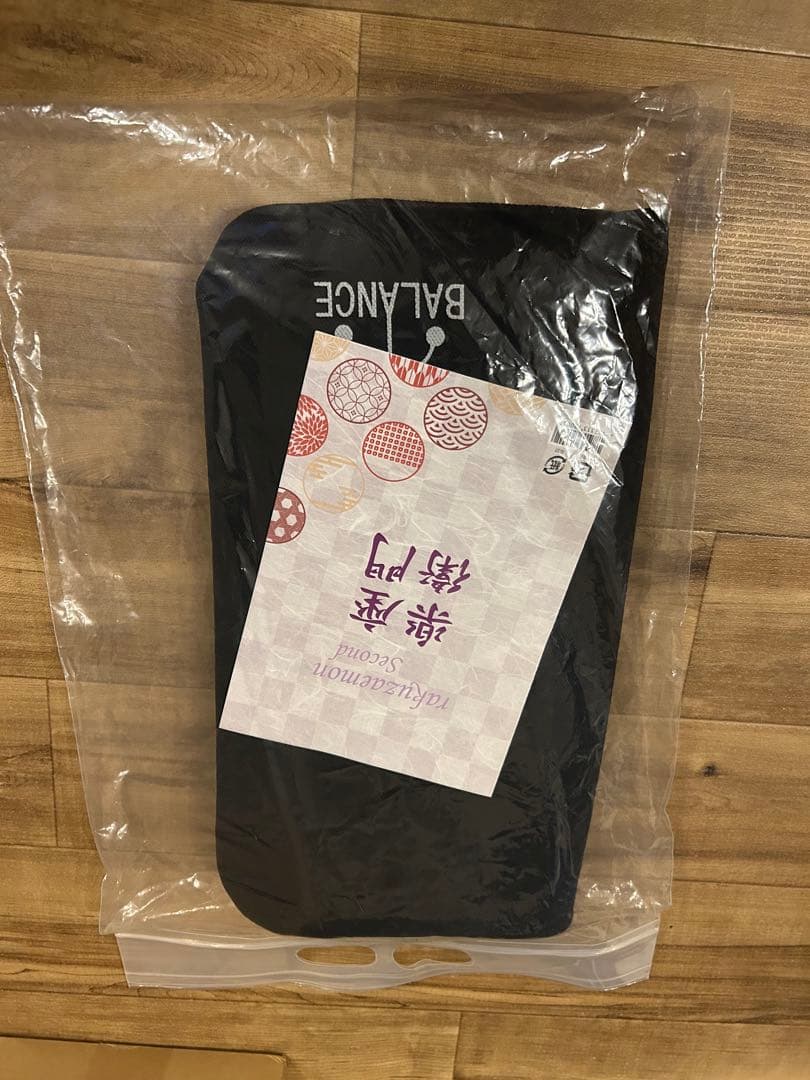 rakuzaemon
Second
楽座
衛門
BALANCE